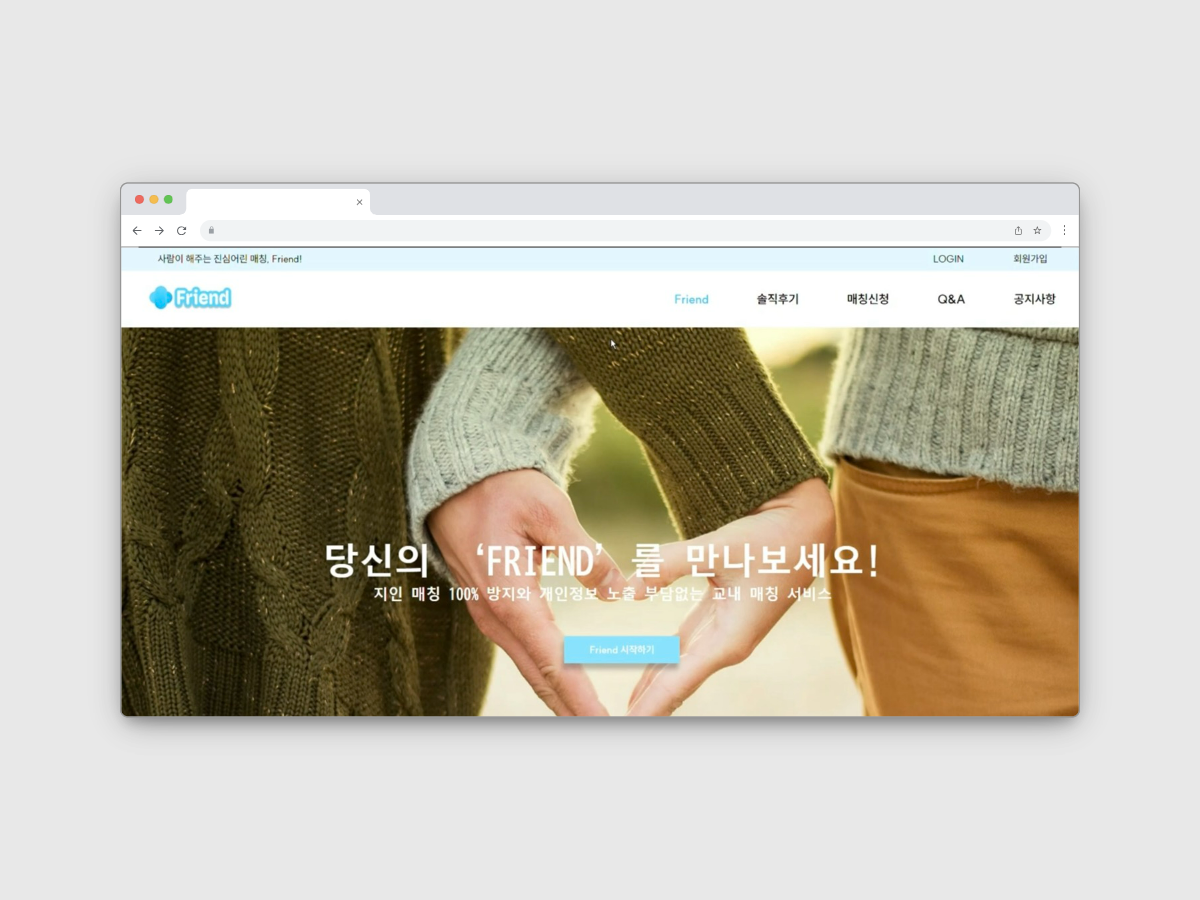 사람이 해주는 진심어린 매칭, Friend!
LOGIN
회원가입
Friend
Friend
솔직후기
매칭신청
Q&A
공지사항
당신의 ‘FRIEND’ 를 만나보세요!
지인 매칭 100% 방지와 개인정보 노출 부담없는 교내 매칭 서비스
Friend 시작하기